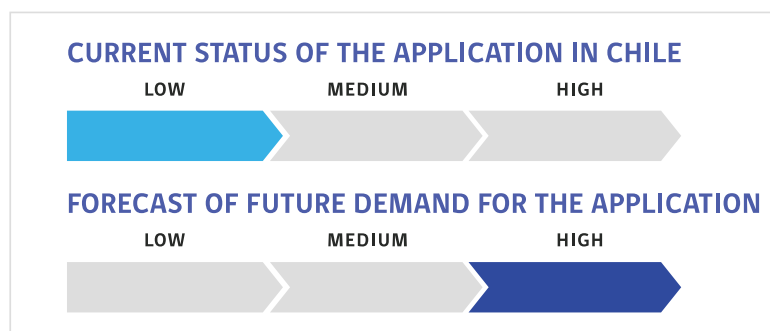 CURRENT STATUS OF THE APPLICATION IN CHILE
LOW MEDIUM HIGH
FORECAST OF FUTURE DEMAND FOR THE APPLICATION
LOW MEDIUM HIGH